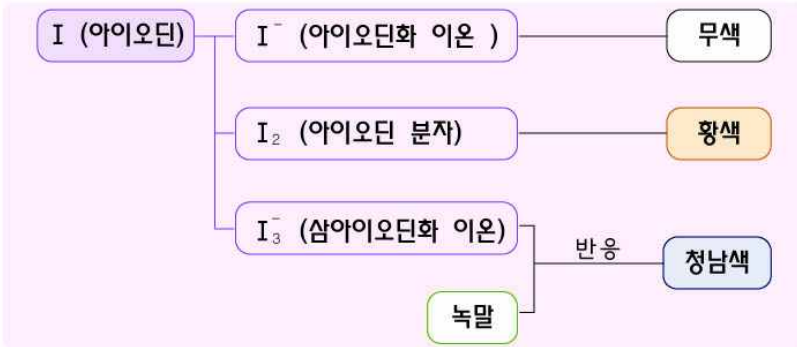 I (아이오딘)
I⁻ (아이오딘화 이온 )
무색
I₂ (아이오딘 분자)
황색
I₃⁻ (삼아이오딘화 이온)
반응
청남색
녹말